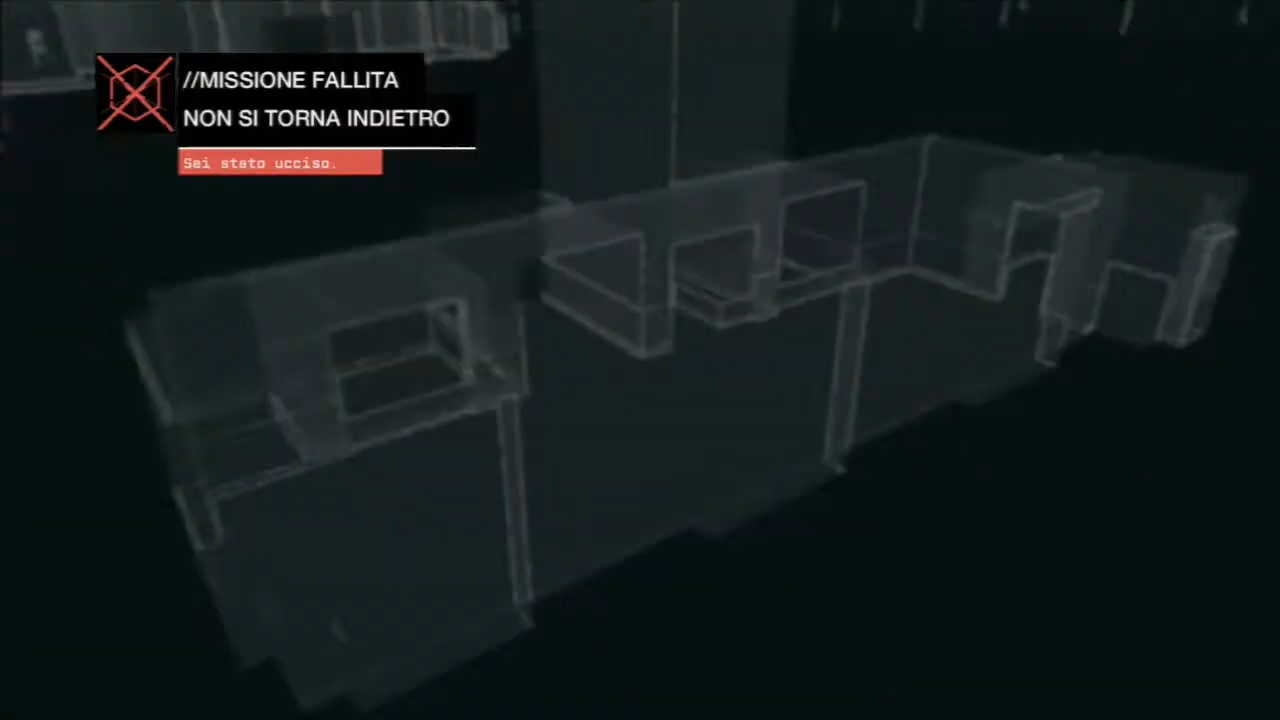 //MISSIONE FALLITA
NON SI TORNA INDIETRO
Sei stato ucciso.